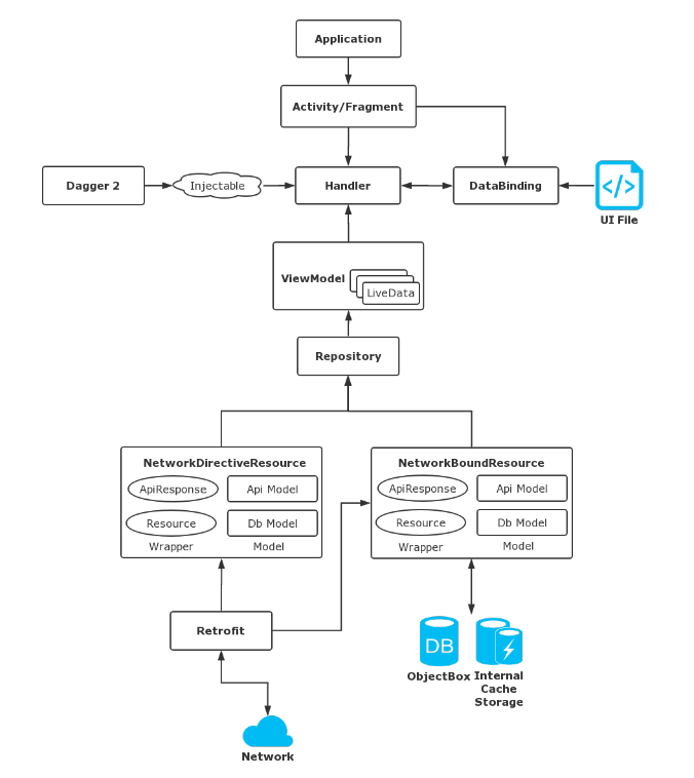 Application
Activity/Fragment
Dagger 2
Injectable
Handler
DataBinding
</>
UI File
ViewModel
LiveData
Repository
NetworkDirectiveResource
ApiResponse
Api Model
Resource
Db Model
Wrapper
Model
NetworkBoundResource
ApiResponse
Api Model
Resource
Db Model
Wrapper
Model
Retrofit
DB
ObjectBox
Internal
Cache
Storage
Network